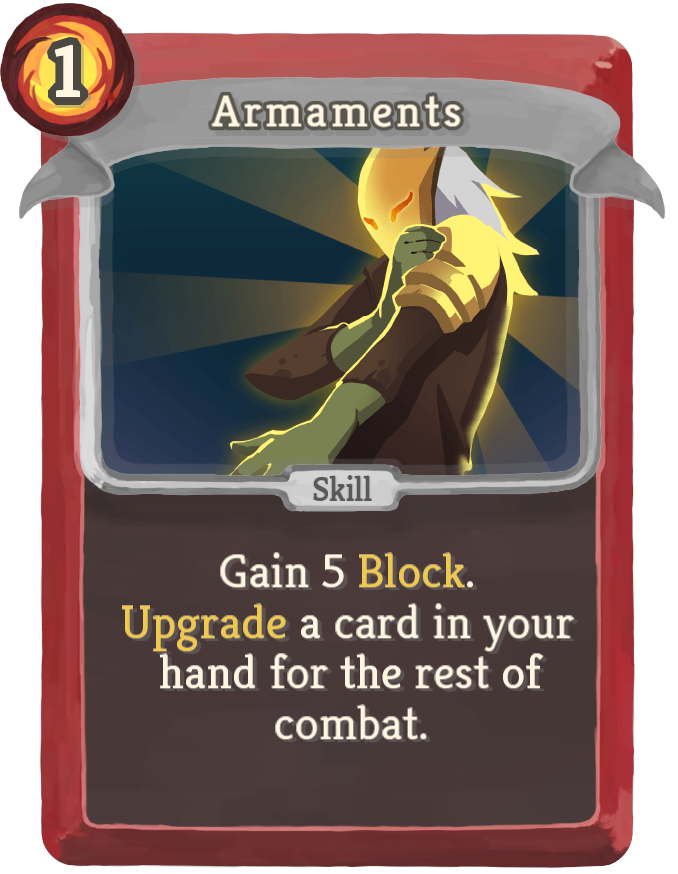 1
Armaments
Skill
Gain 5 Block.
Upgrade a card in your
hand for the rest of
combat.